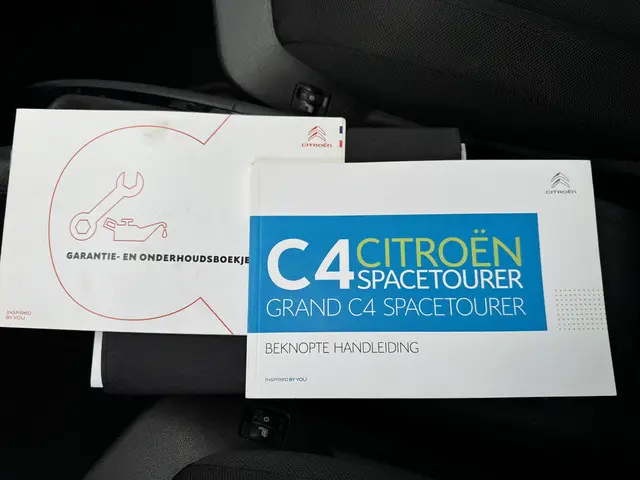 CITROËN
GARANTIE- EN ONDERHOUDSBOEKJE
INSPIRED
BY YOU
CITROËN
C4 CITROËN
SPACETOURER
GRAND C4 SPACETOURER
BEKNOPTE HANDLEIDING
INSPIRED BY YOU